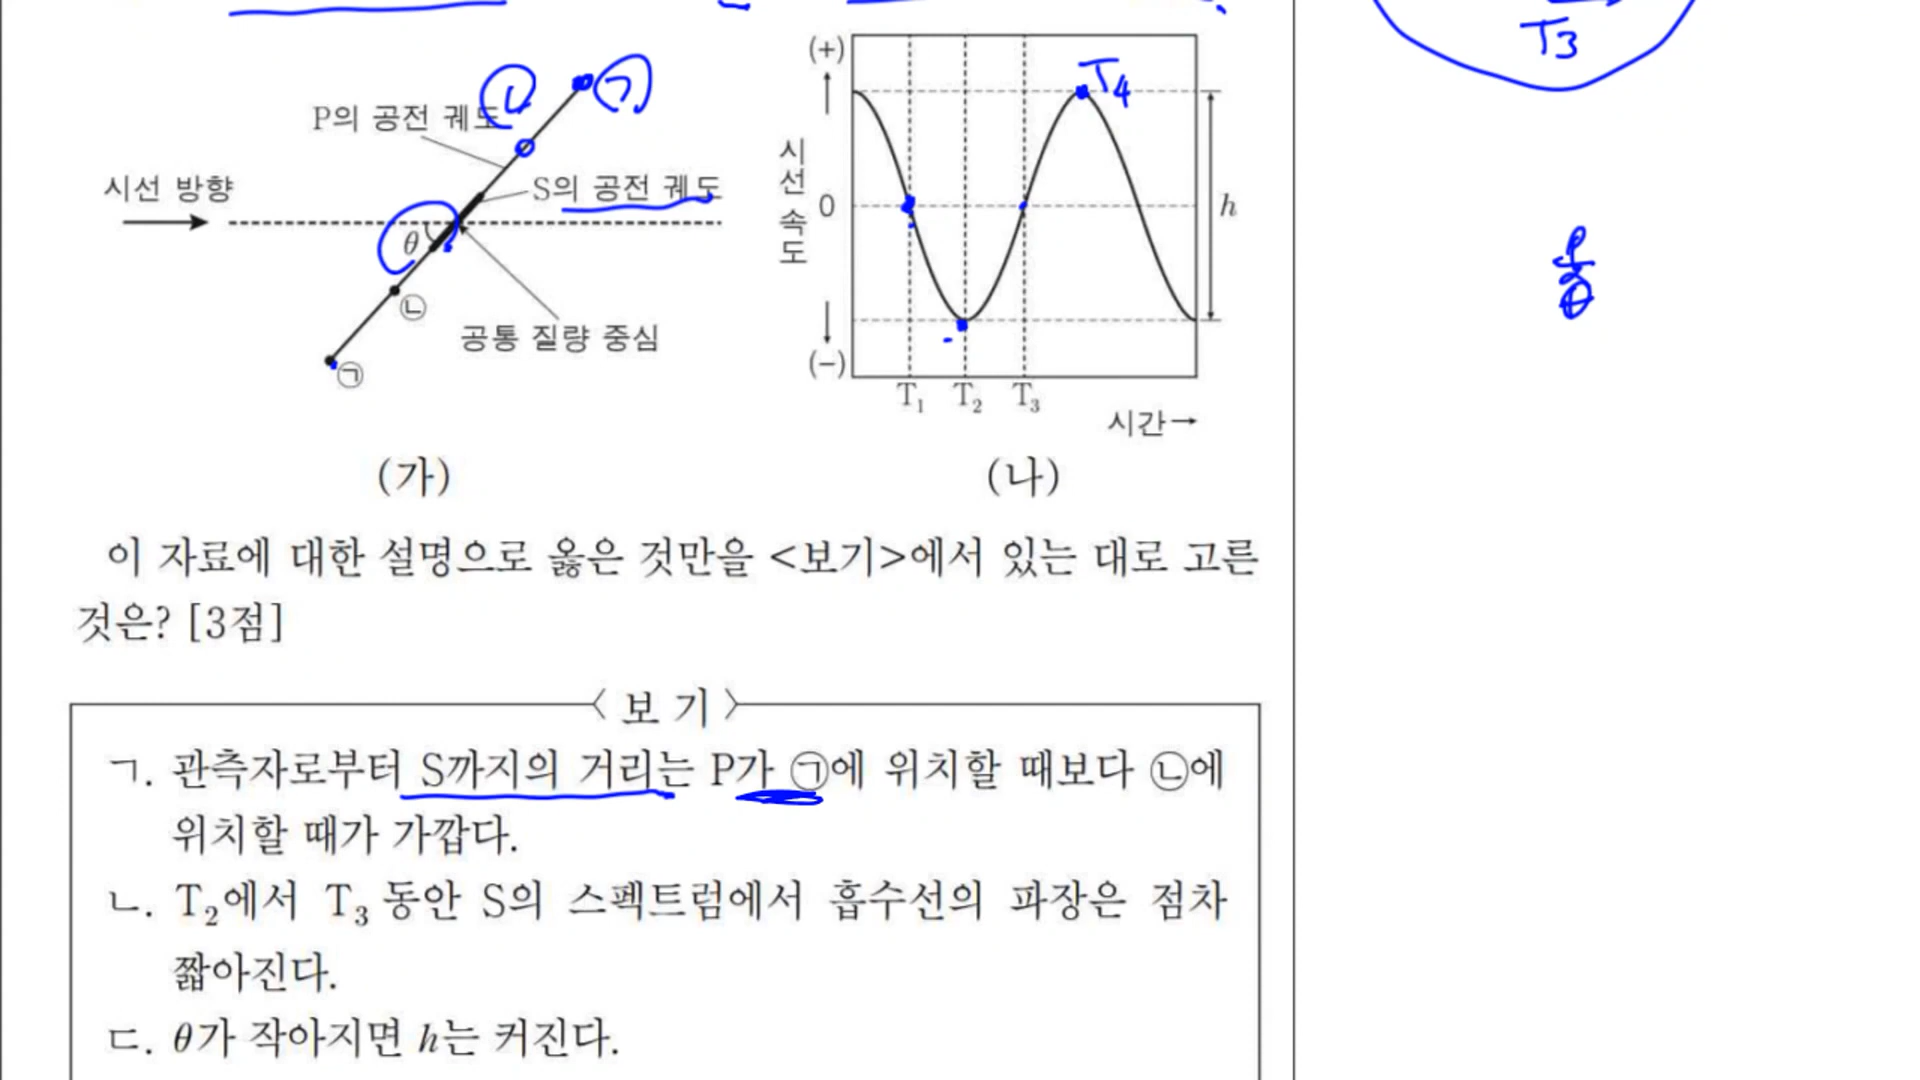 T3
(+)
T4
ㄴ
ㄱ
P의 공전 궤도
시선 방향
S의 공전 궤도
θ
㉡
㉠
공통 질량 중심
시선 속도
0
h
(−)
T₁ T₂ T₃
시간→
(가)
(나)
이 자료에 대한 설명으로 옳은 것만을 <보기>에서 있는 대로 고른
것은? [3점]
〈보 기〉
ㄱ. 관측자로부터 S까지의 거리는 P가 ㉠에 위치할 때보다 ㉡에
위치할 때가 가깝다.
ㄴ. T₂에서 T₃ 동안 S의 스펙트럼에서 흡수선의 파장은 점차
짧아진다.
ㄷ. θ가 작아지면 h는 커진다.